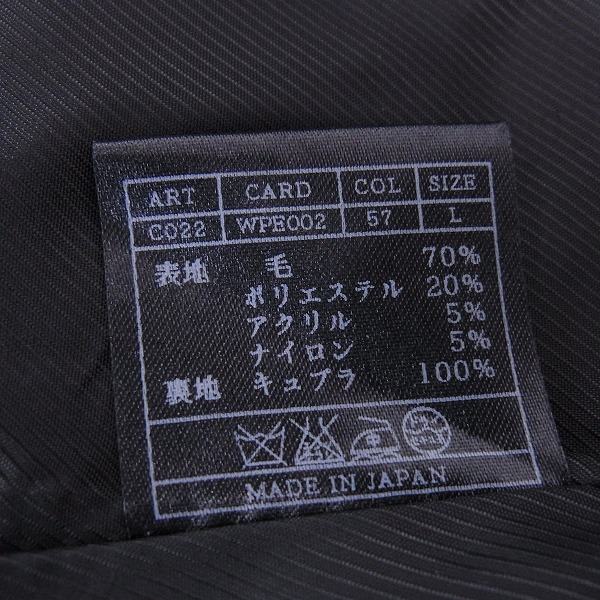 ART CARD COL SIZE
C022 WPE002 57 L
表地 毛 70%
ポリエステル 20%
アクリル 5%
ナイロン 5%
裏地 キュプラ 100%
MADE IN JAPAN